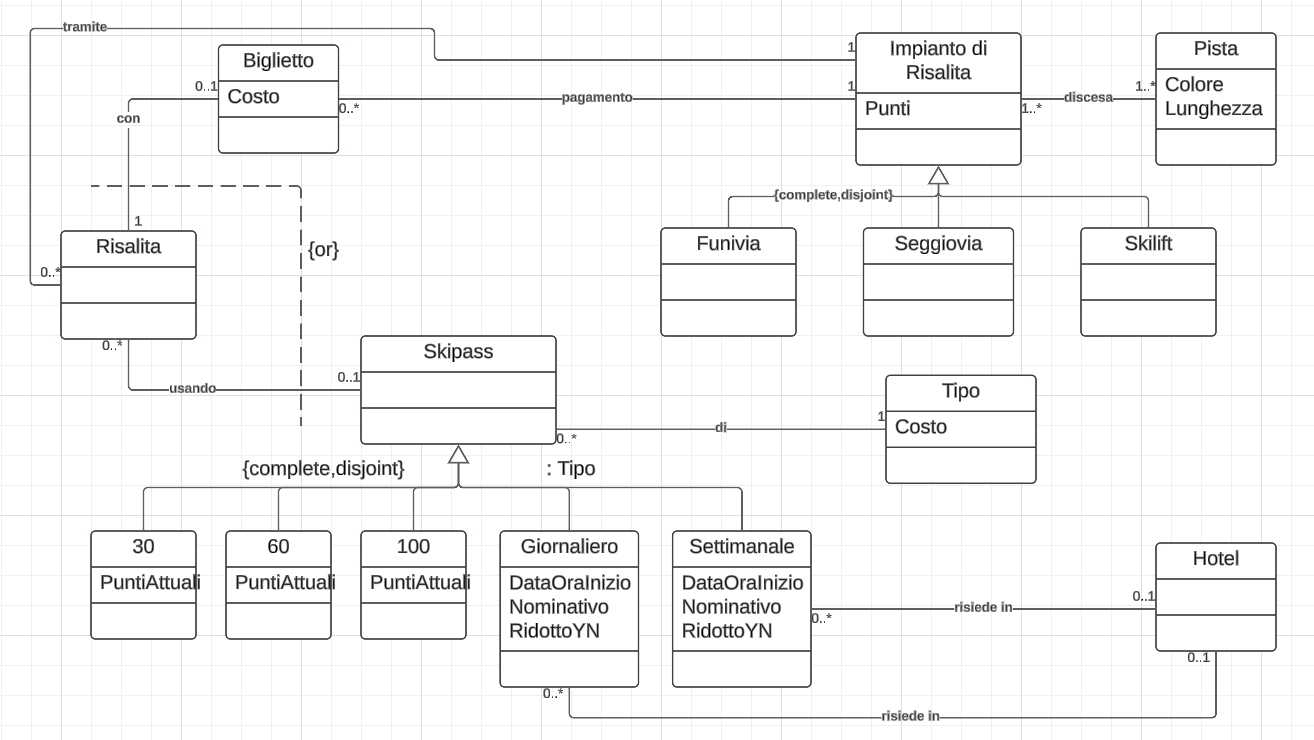 tramite
Biglietto
0..1
Costo
0..*
con
1
Impianto di
Risalita
1
Punti
pagamento
1..*
discesa
1..*
Pista
Colore
Lunghezza
{complete,disjoint}
Funivia
Seggiovia
Skilift
1
Risalita
0..*
0..*
{or}
usando
0..1
Skipass
0..*
di
1
Tipo
Costo
{complete,disjoint}
: Tipo
30
PuntiAttuali
60
PuntiAttuali
100
PuntiAttuali
Giornaliero
DataOraInizio
Nominativo
RidottoYN
0..*
Settimanale
DataOraInizio
Nominativo
RidottoYN
0..*
risiede in
0..1
Hotel
0..1
risiede in